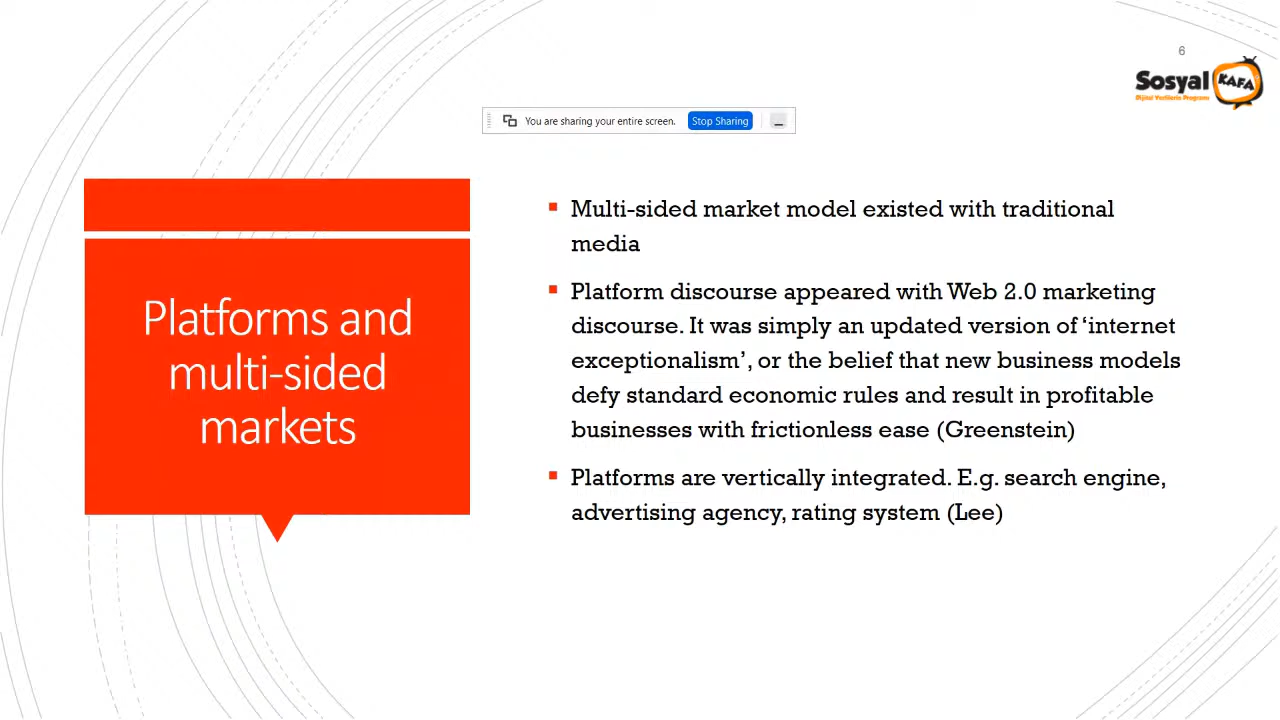 6
Sosyal KAFA
Dijital Yerlilerin Programı
You are sharing your entire screen. Stop Sharing
Platforms and
multi-sided
markets
Multi-sided market model existed with traditional
media
Platform discourse appeared with Web 2.0 marketing
discourse. It was simply an updated version of ‘internet
exceptionalism’, or the belief that new business models
defy standard economic rules and result in profitable
businesses with frictionless ease (Greenstein)
Platforms are vertically integrated. E.g. search engine,
advertising agency, rating system (Lee)